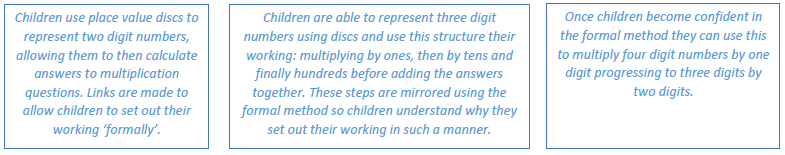 Children use place value discs to
represent two digit numbers,
allowing them to then calculate
answers to multiplication
questions. Links are made to
allow children to set out their
working ‘formally’.
Children are able to represent three digit
numbers using discs and use this structure their
working: multiplying by ones, then by tens and
finally hundreds before adding the answers
together. These steps are mirrored using the
formal method so children understand why they
set out their working in such a manner.
Once children become confident in
the formal method they can use this
to multiply four digit numbers by one
digit progressing to three digits by
two digits.